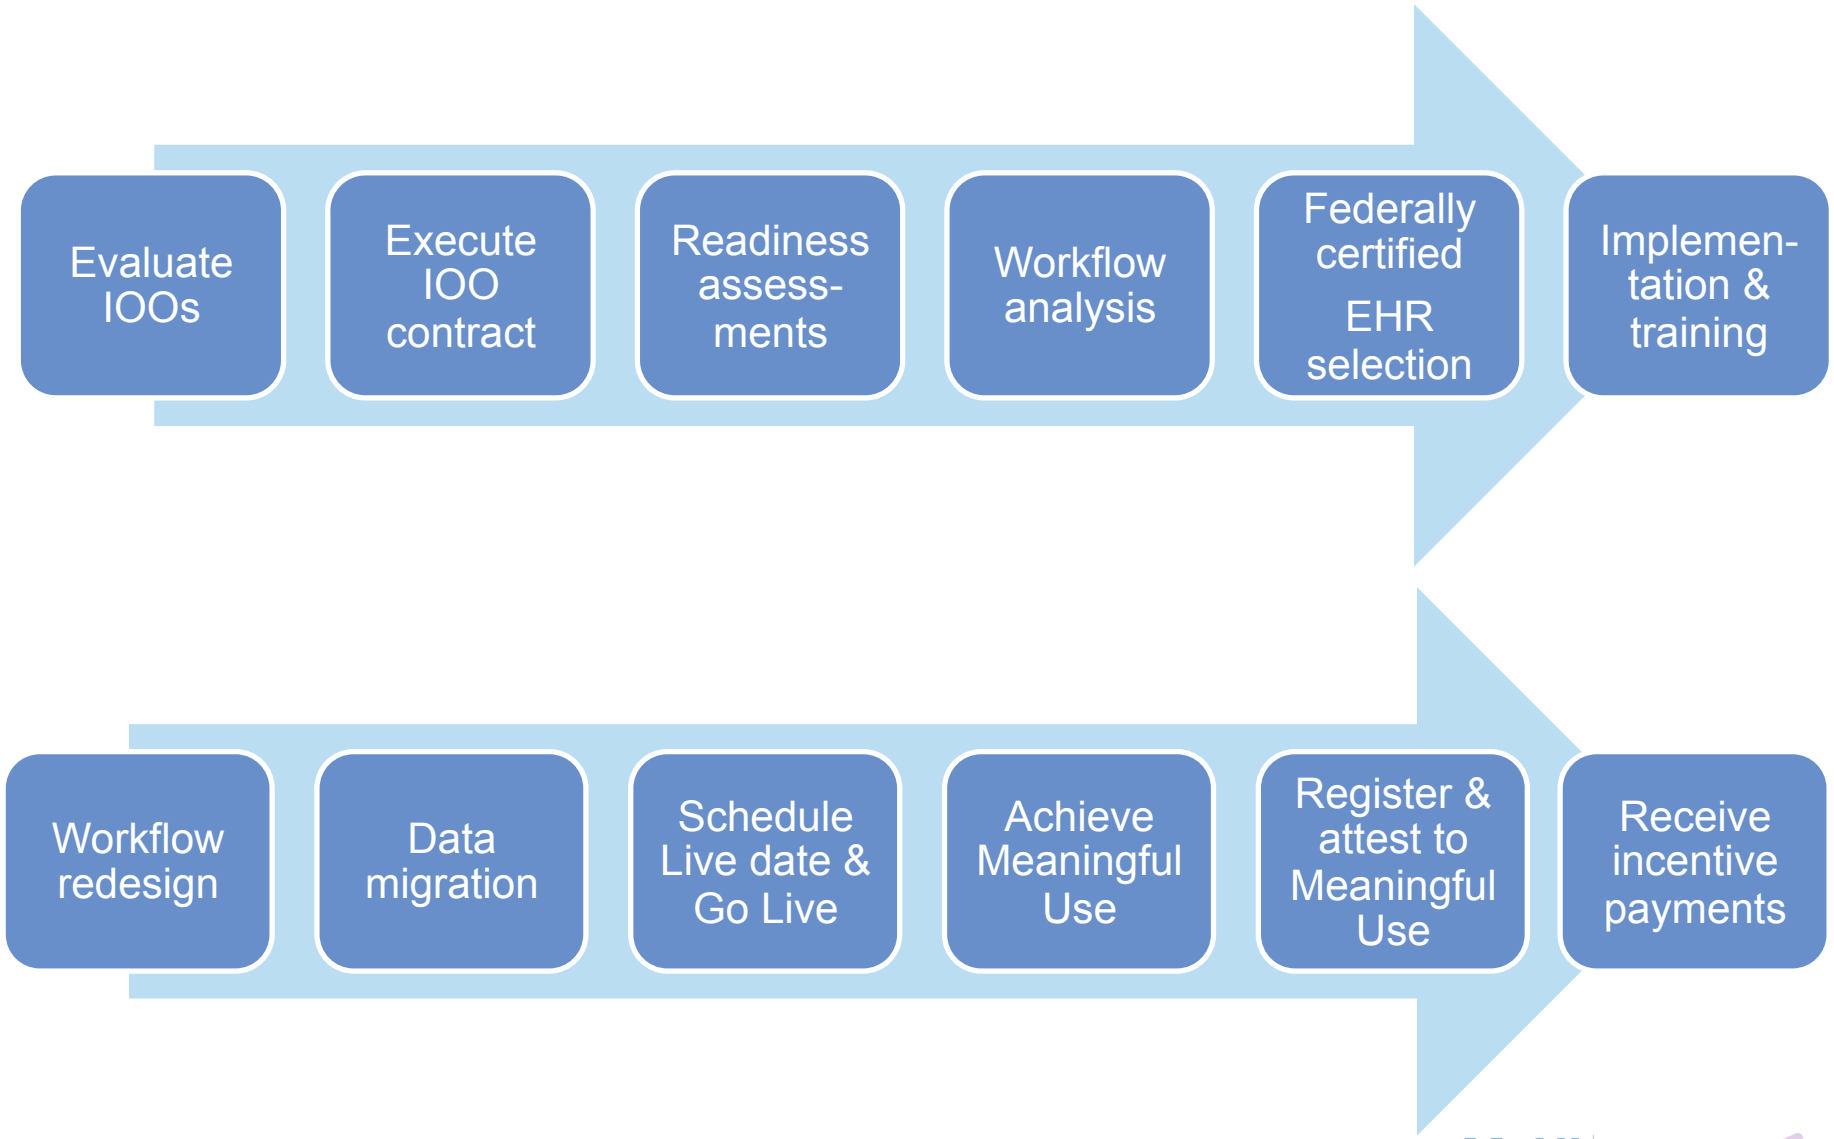 Evaluate
IOOs
Execute
IOO
contract
Readiness
assess-
ments
Workflow
analysis
Federally
certified
EHR
selection
Implemen-
tation &
training
Workflow
redesign
Data
migration
Schedule
Live date &
Go Live
Achieve
Meaningful
Use
Register &
attest to
Meaningful
Use
Receive
incentive
payments